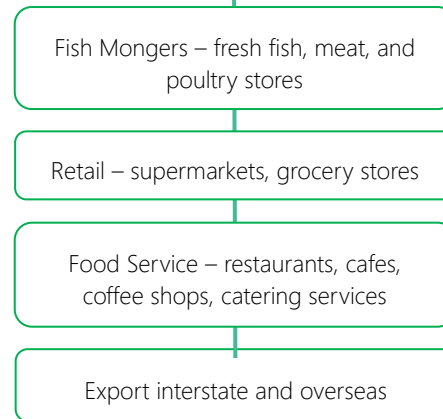 Fish Mongers – fresh fish, meat, and
poultry stores
Retail – supermarkets, grocery stores
Food Service – restaurants, cafes,
coffee shops, catering services
Export interstate and overseas